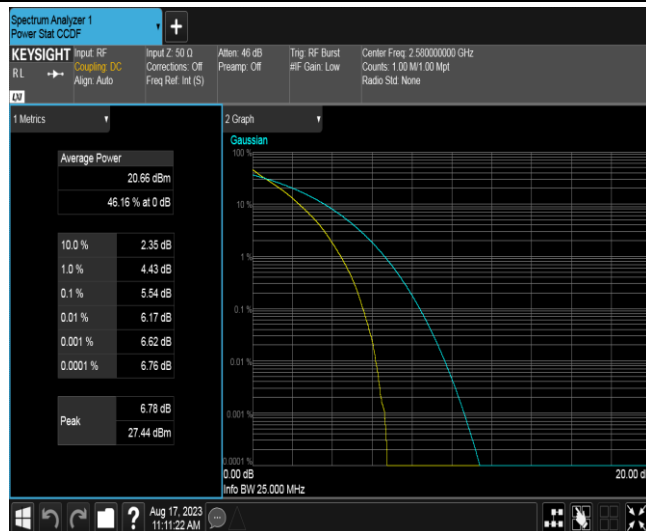 Spectrum Analyzer 1
Power Stat CCDF
+
KEYSIGHT
RL
LXI
Input: RF
Coupling: DC
Align: Auto
Input Z: 50 Ω
Corrections: Off
Freq Ref: Int (S)
Atten: 46 dB
Preamp: Off
Trig: RF Burst
#IF Gain: Low
Center Freq: 2.580000000 GHz
Counts: 1.00 M/1.00 Mpt
Radio Std: None
1 Metrics
Average Power
20.66 dBm
46.16 % at 0 dB
10.0 % 2.35 dB
1.0 % 4.43 dB
0.1 % 5.54 dB
0.01 % 6.17 dB
0.001 % 6.62 dB
0.0001 % 6.76 dB
Peak
6.78 dB
27.44 dBm
2 Graph
Gaussian
100 %
10 %
1 %
0.1 %
0.01 %
0.001 %
0.0001 %
0.00 dB
20.00 d
Info BW 25.000 MHz
?
Aug 17, 2023
11:11:22 AM